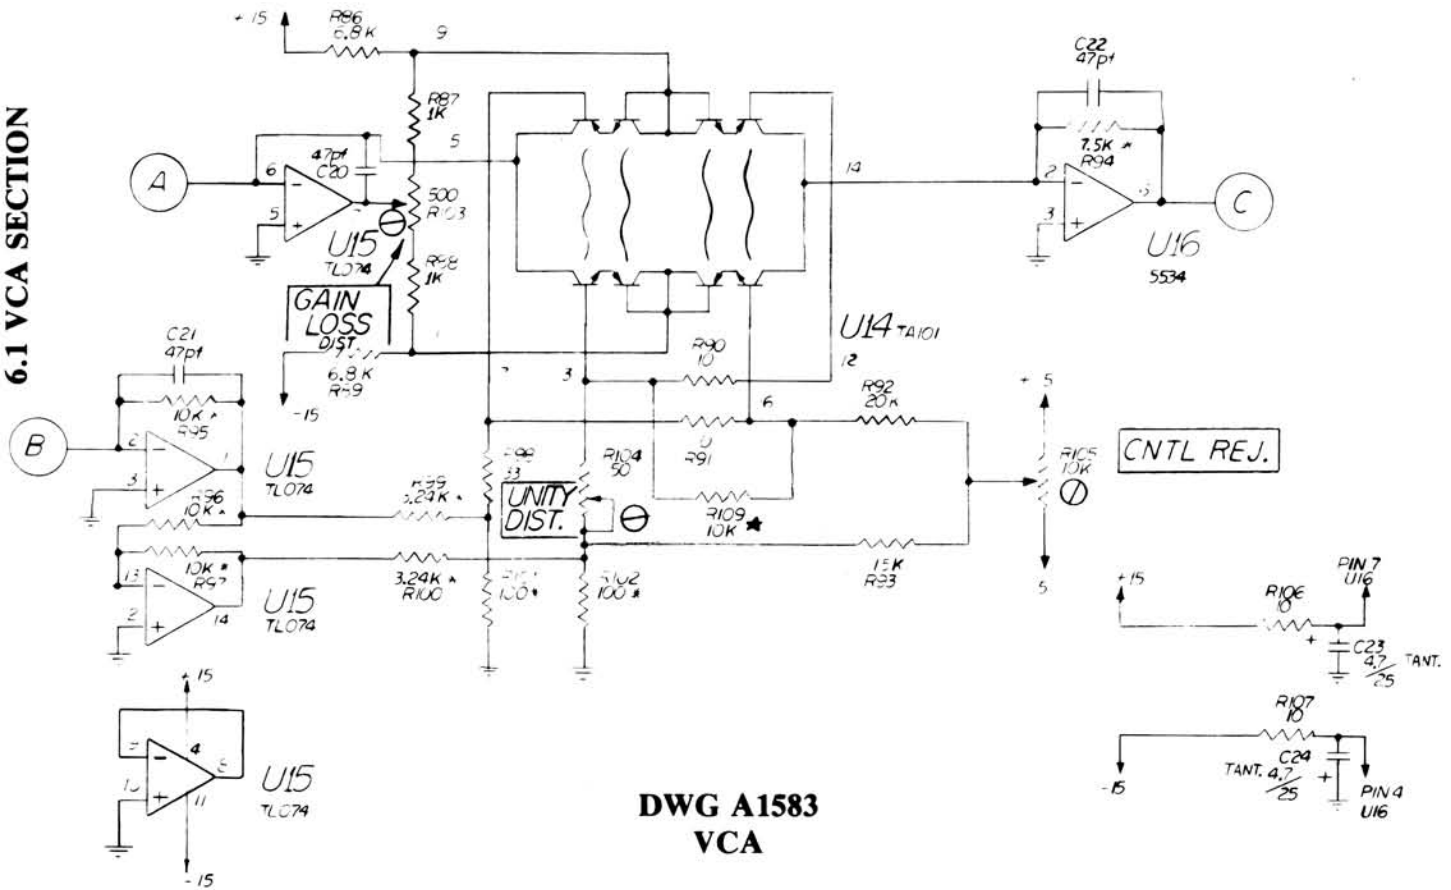 6.1 VCA SECTION
+15
R86
6.8K
9
R87
1K
5
A
6
5
47pf
C20
500
R103
U15
TL074
R88
1K
GAIN
LOSS
DIST
6.8K
-15
14
C22
47pf
7.5K *
R94
2
3
C
U16
5534
U14 TA101
12
R90
10
3
6
R91
R92
20K
+5
R105
10K
CNTL REJ.
5
C21
47pf
10K *
R95
B
2
3
1
U15
TL074
R96
10K *
10K *
R97
13
2
14
U15
TL074
R104
50
UNITY
DIST.
R109
10K ★
3.24K *
R100
100 *
100 *
15K
R93
+15
R106
10
PIN 7
U16
+
C23
4.7
/25
TANT.
-15
R107
10
C24
TANT. 4.7
/25
+
PIN 4
U16
+15
4
11
U15
TL074
-15
DWG A1583
VCA